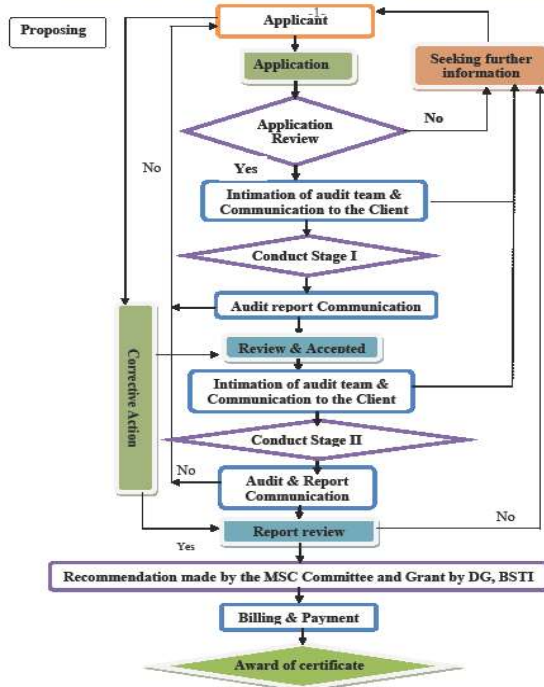 Proposing
Applicant
Application
Seeking further
information
Application
Review
No
No
Yes
Intimation of audit team &
Communication to the Client
Conduct Stage I
Audit report Communication
Review & Accepted
Corrective Action
Intimation of audit team &
Communication to the Client
Conduct Stage II
No
Audit & Report
Communication
Report review
No
Yes
Recommendation made by the MSC Committee and Grant by DG, BSTI
Billing & Payment
Award of certificate